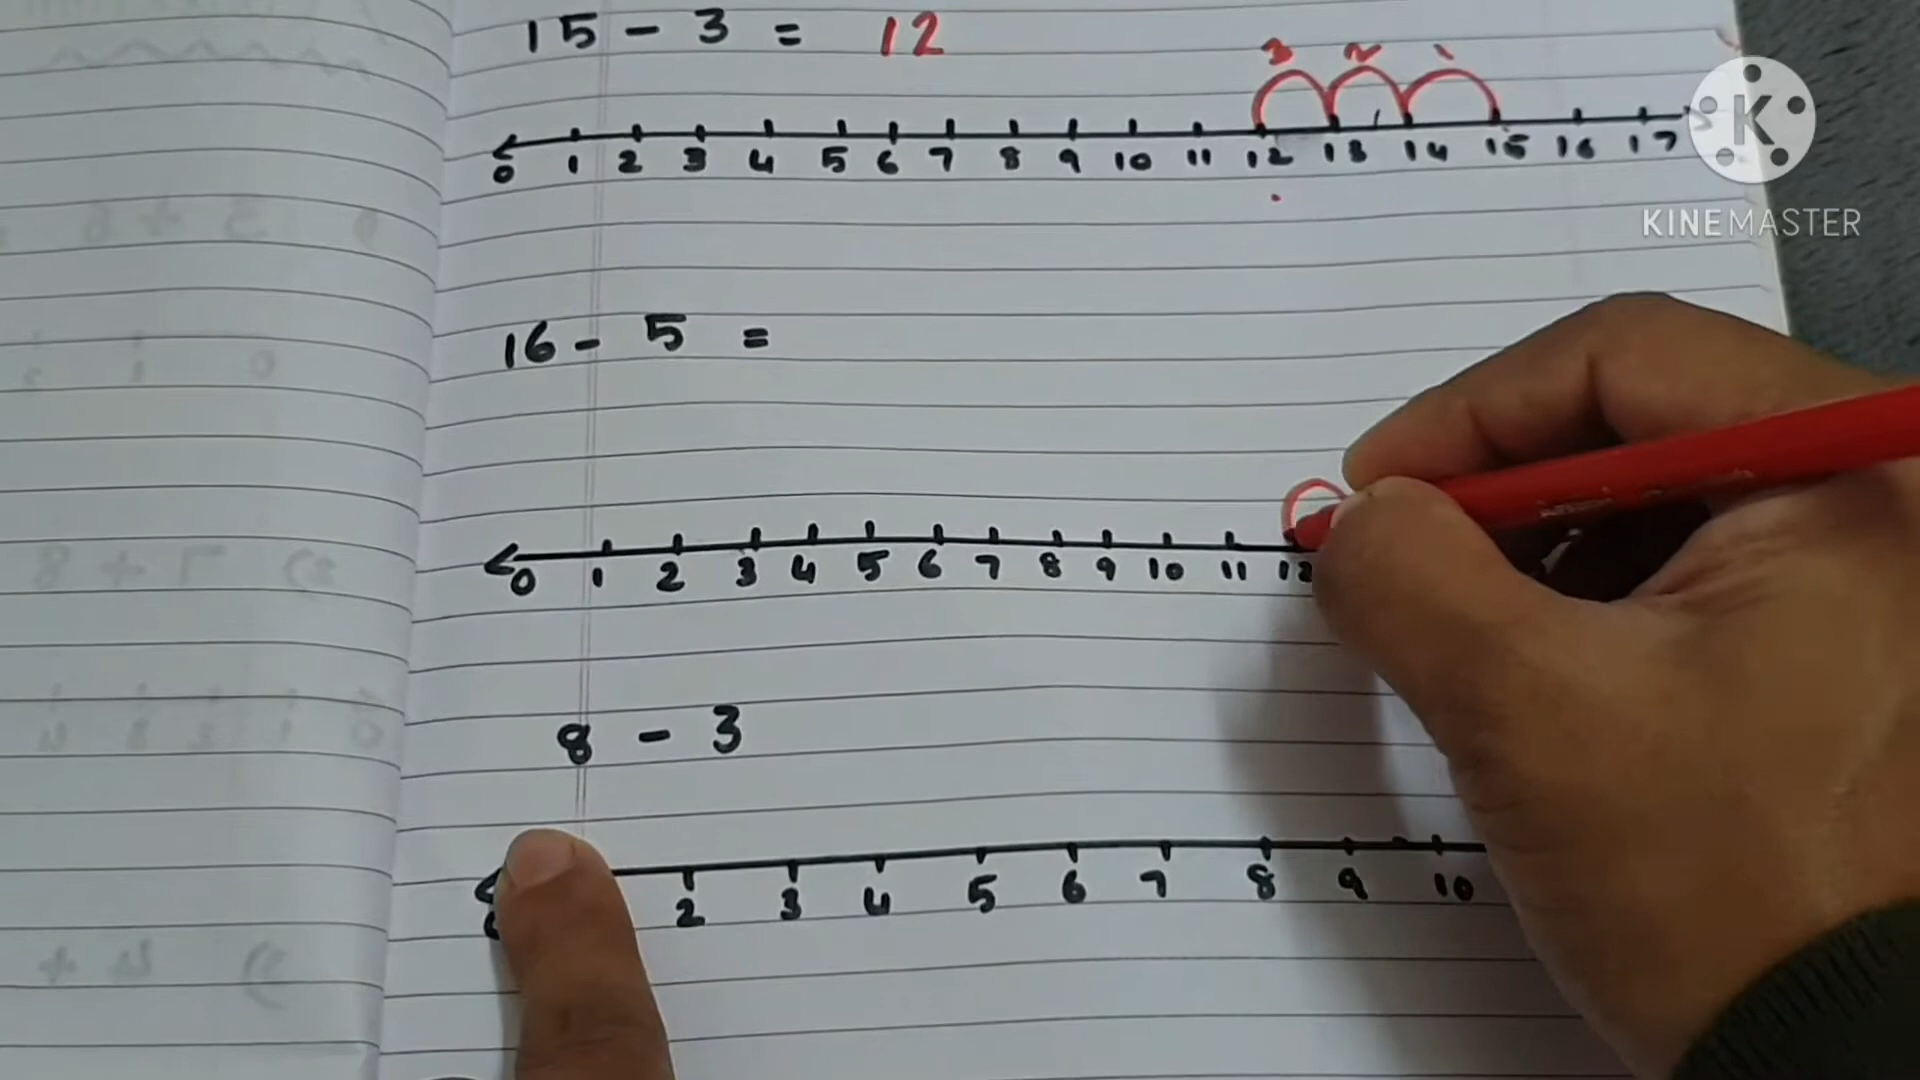 15 - 3 = 12
3 2 1
0 1 2 3 4 5 6 7 8 9 10 11 12 13 14 15 16 17
K
KINEMASTER
16 - 5 =
0 1 2 3 4 5 6 7 8 9 10 11 12
8 - 3
2 3 4 5 6 7 8 9 10